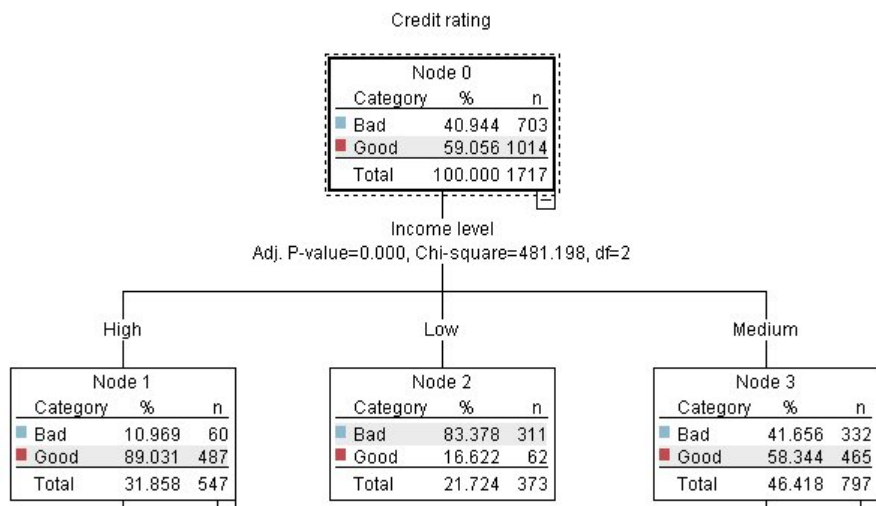 Credit rating
Node 0
Category % n
Bad 40.944 703
Good 59.056 1014
Total 100.000 1717
Income level
Adj. P-value=0.000, Chi-square=481.198, df=2
High
Low
Medium
Node 1
Category % n
Bad 10.969 60
Good 89.031 487
Total 31.858 547
Node 2
Category % n
Bad 83.378 311
Good 16.622 62
Total 21.724 373
Node 3
Category % n
Bad 41.656 332
Good 58.344 465
Total 46.418 797